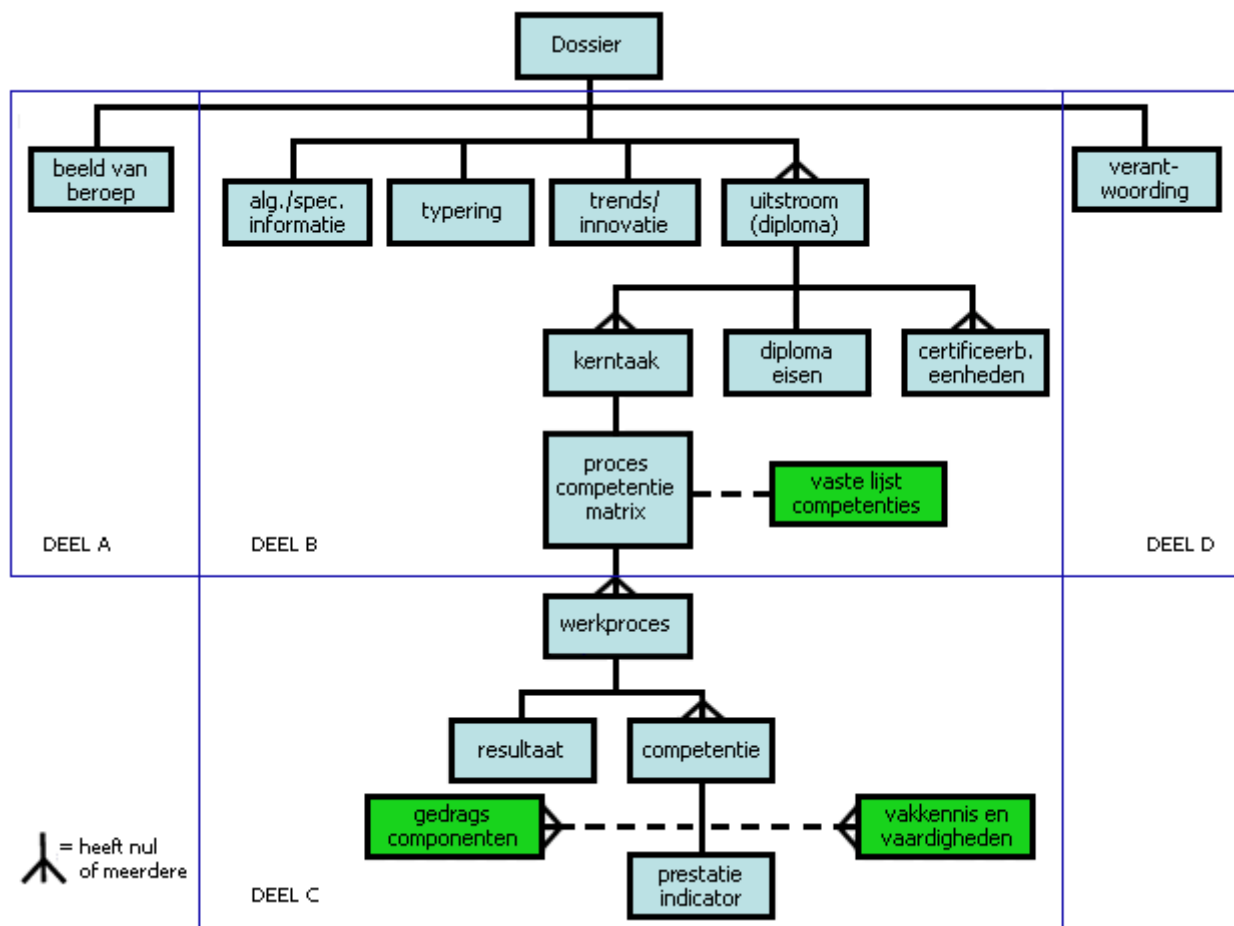 Dossier
beeld van
beroep
alg./spec.
informatie
typering
trends/
innovatie
uitstroom
(diploma)
verant-
woording
kerntaak
diploma
eisen
certificeerb.
eenheden
proces
competentie
matrix
vaste lijst
competenties
DEEL A
DEEL B
DEEL D
werkproces
resultaat
competentie
gedrags
componenten
vakkennis en
vaardigheden
= heeft nul
of meerdere
prestatie
indicator
DEEL C